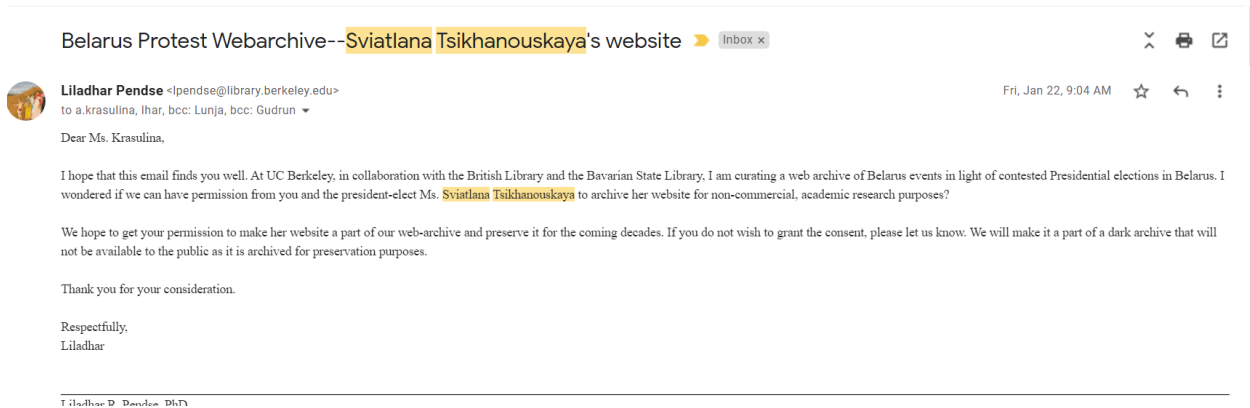 Belarus Protest Webarchive--Sviatlana Tsikhanouskaya's website Inbox ×
Liladhar Pendse <lpendse@library.berkeley.edu> Fri, Jan 22, 9:04 AM
to a.krasulina, Ihar, bcc: Lunja, bcc: Gudrun
Dear Ms. Krasulina,
I hope that this email finds you well. At UC Berkeley, in collaboration with the British Library and the Bavarian State Library, I am curating a web archive of Belarus events in light of contested Presidential elections in Belarus. I
wondered if we can have permission from you and the president-elect Ms. Sviatlana Tsikhanouskaya to archive her website for non-commercial, academic research purposes?
We hope to get your permission to make her website a part of our web-archive and preserve it for the coming decades. If you do not wish to grant the consent, please let us know. We will make it a part of a dark archive that will
not be available to the public as it is archived for preservation purposes.
Thank you for your consideration.
Respectfully,
Liladhar
Liladhar R. Pendse, PhD